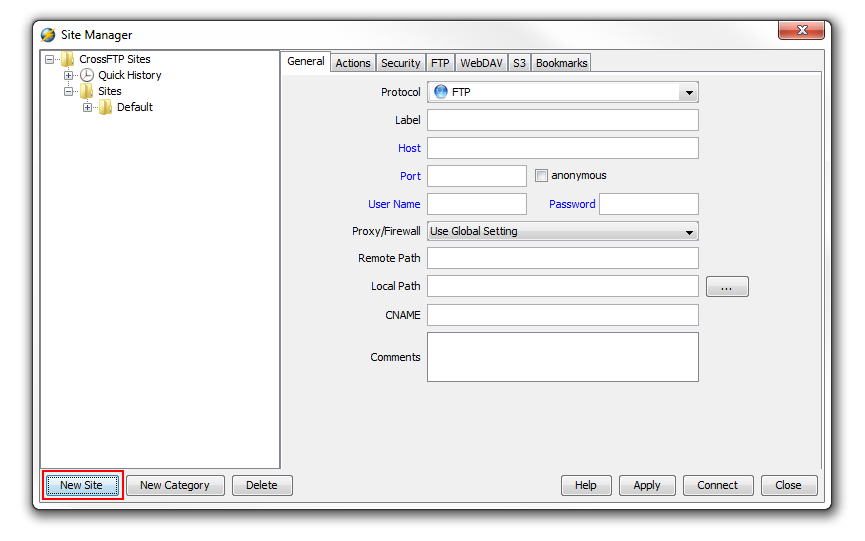 Site Manager
CrossFTP Sites
Quick History
Sites
Default
General Actions Security FTP WebDAV S3 Bookmarks
Protocol FTP
Label
Host
Port anonymous
User Name Password
Proxy/Firewall Use Global Setting
Remote Path
Local Path ...
CNAME
Comments
New Site New Category Delete Help Apply Connect Close